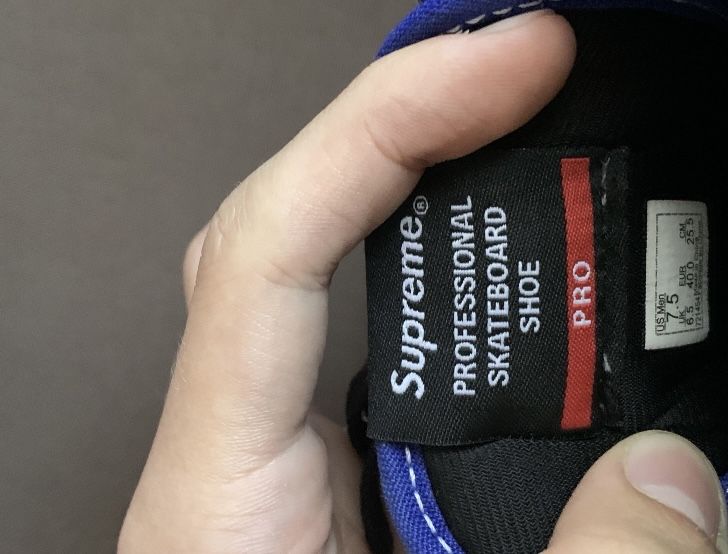 Supreme®
PROFESSIONAL
SKATEBOARD
SHOE
PRO
US Men
7.5
UK EUR CM
6.5 40.0 25.5